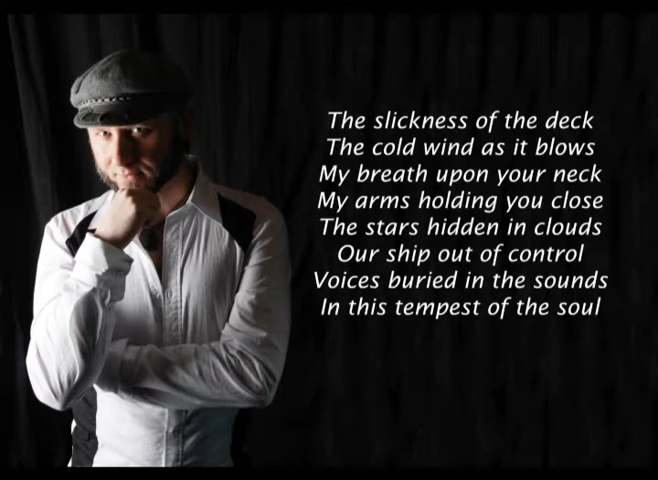 The slickness of the deck
The cold wind as it blows
My breath upon your neck
My arms holding you close
The stars hidden in clouds
Our ship out of control
Voices buried in the sounds
In this tempest of the soul